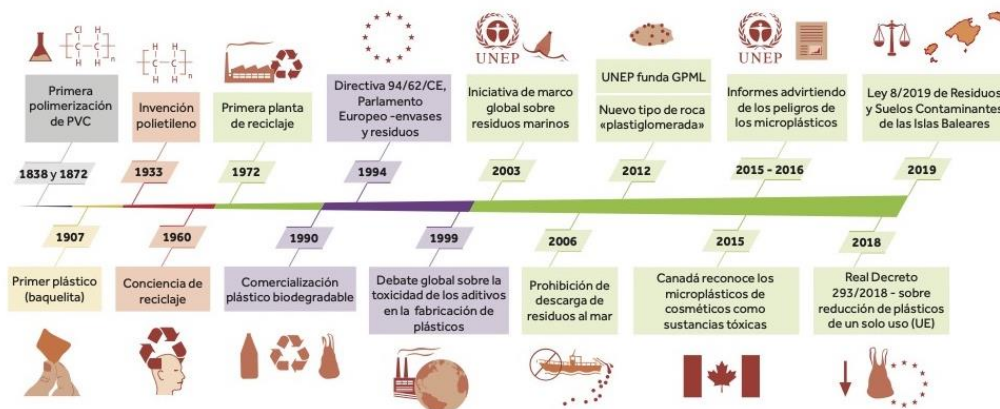 Cl H
C C
H H
n
Primera
polimerización
de PVC
1838 y 1872
H H
C C
H H
n
Invención
polietileno
1933
Primera planta
de reciclaje
1972
Directiva 94/62/CE,
Parlamento
Europeo -envases
y residuos
1994
UNEP
Iniciativa de marco
global sobre
residuos marinos
2003
UNEP funda GPML
Nuevo tipo de roca
«plastiglomerada»
2012
UNEP
Informes advirtiendo
de los peligros de
los microplásticos
2015 - 2016
Ley 8/2019 de Residuos
y Suelos Contaminantes
de las Islas Baleares
2019
1907
Primer plástico
(baquelita)
1960
Conciencia de
reciclaje
1990
Comercialización
plástico biodegradable
1999
Debate global sobre la
toxicidad de los aditivos
en la fabricación de
plásticos
2006
Prohibición de
descarga de
residuos al mar
2015
Canadá reconoce los
microplásticos de
cosméticos como
sustancias tóxicas
2018
Real Decreto
293/2018 - sobre
reducción de plásticos
de un solo uso (UE)